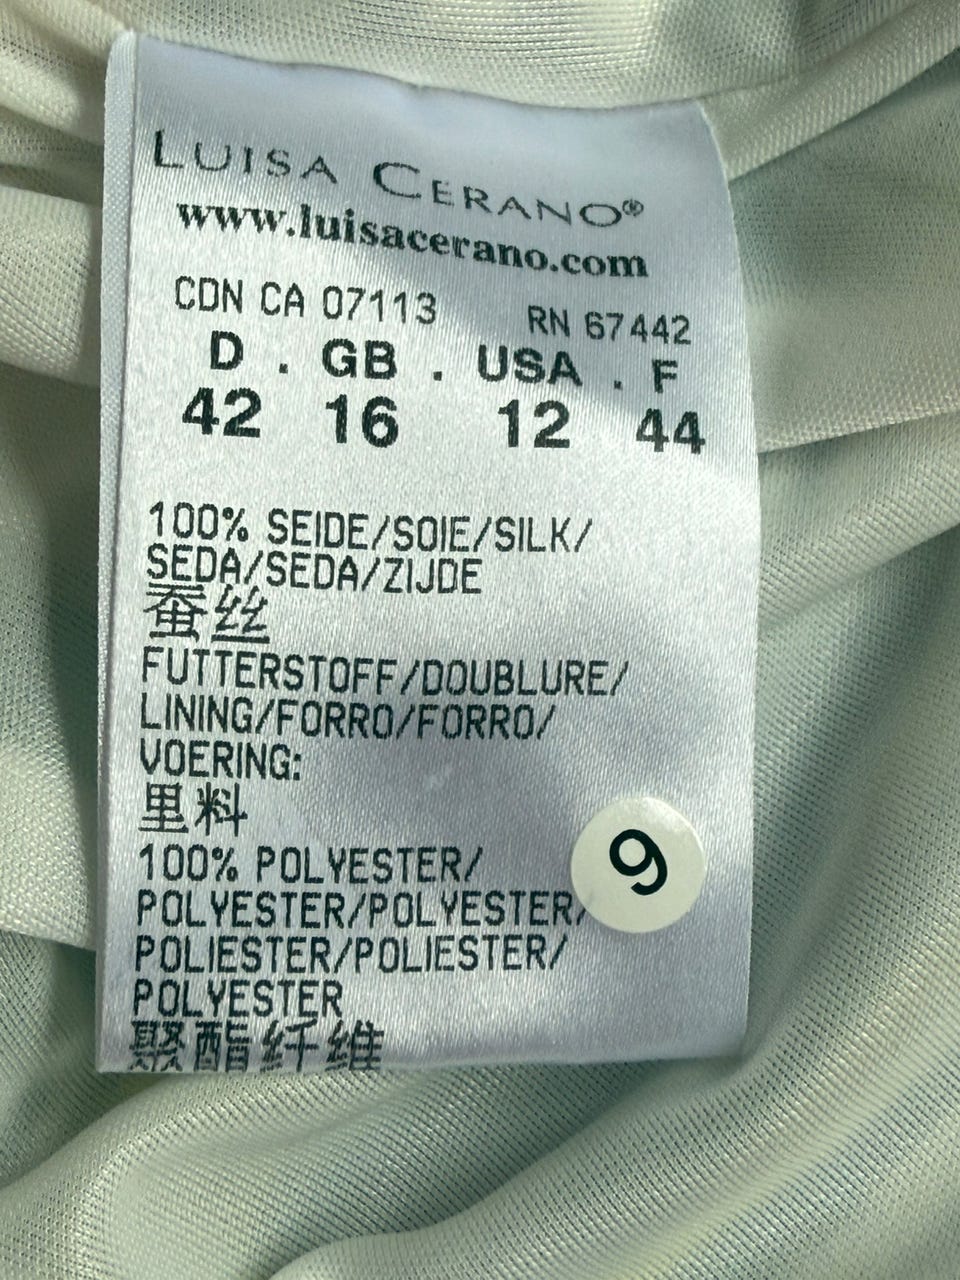 LUISA CERANO®
www.luisacerano.com
CDN CA 07113 RN 67442
D . GB . USA . F
42 16 12 44
100% SEIDE/SOIE/SILK/
SEDA/SEDA/ZIJDE
蚕丝
FUTTERSTOFF/DOUBLURE/
LINING/FORRO/FORRO/
VOERING:
里料
100% POLYESTER/
POLYESTER/POLYESTER/
POLIESTER/POLIESTER/
POLYESTER
聚酯纤维
9